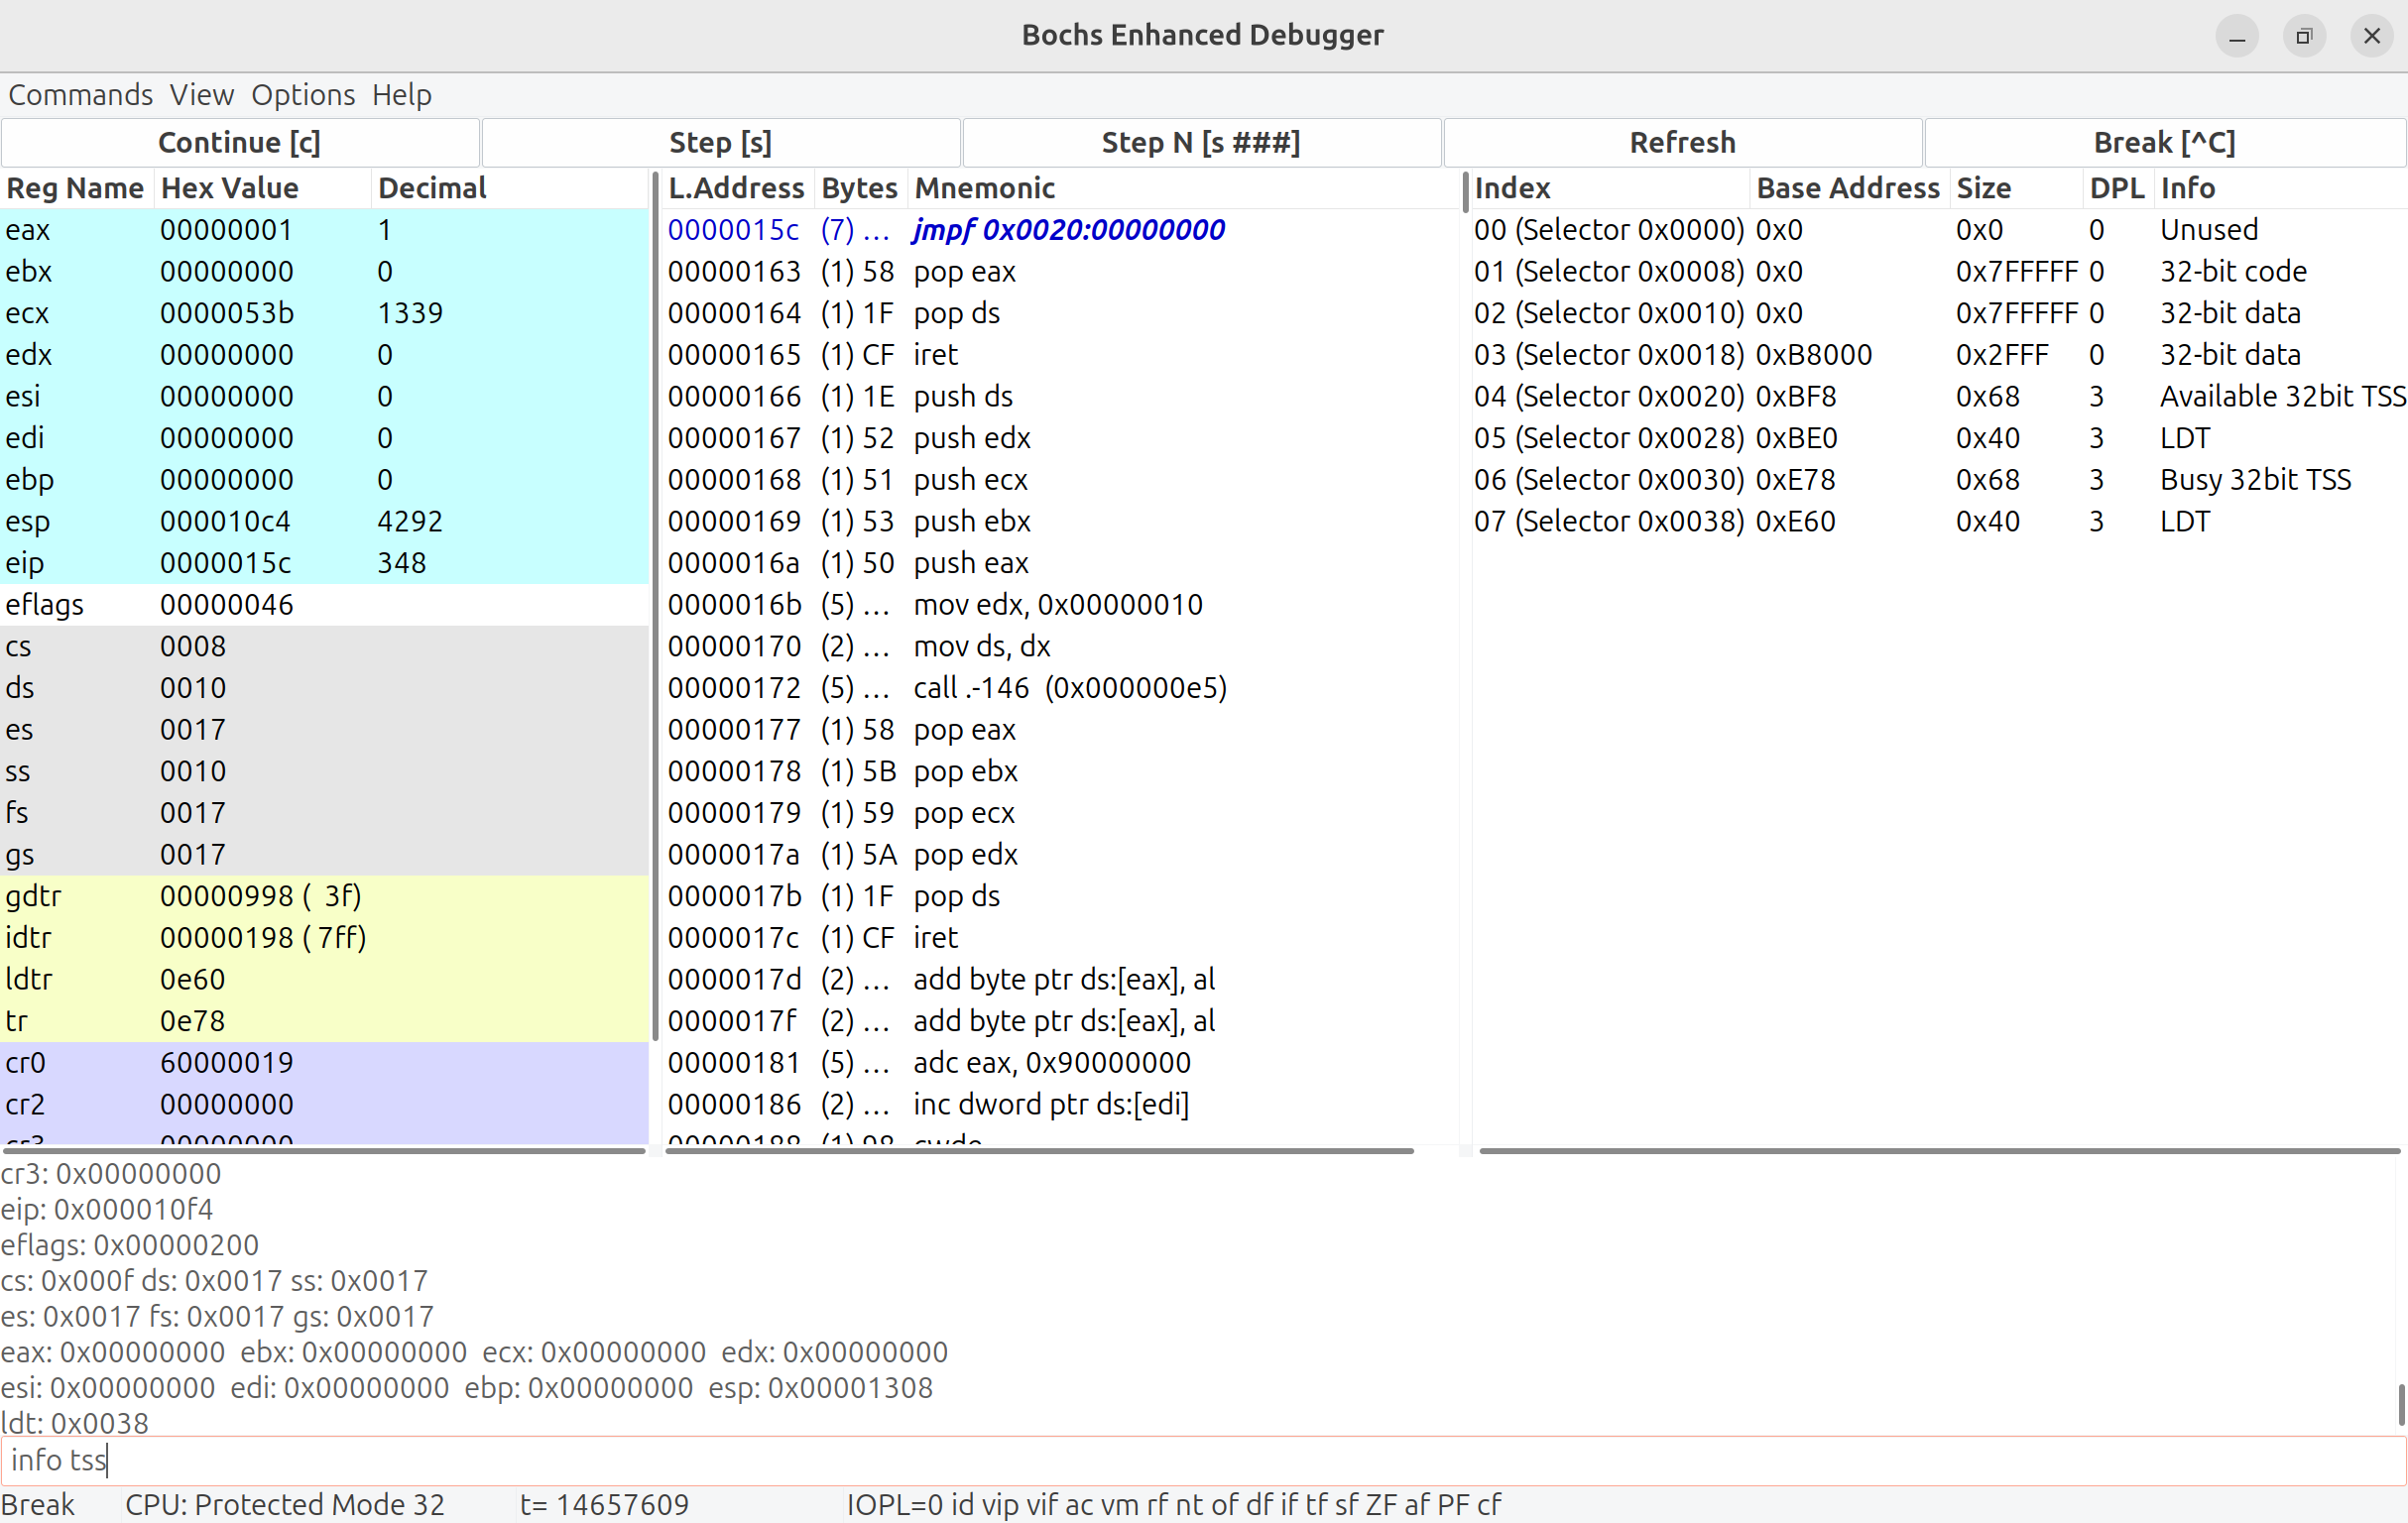 Bochs Enhanced Debugger
Commands View Options Help
Continue [c] Step [s] Step N [s ###] Refresh Break [^C]
Reg Name Hex Value Decimal L.Address Bytes Mnemonic Index Base Address Size DPL Info
eax 00000001 1 0000015c (7) ... jmpf 0x0020:00000000 00 (Selector 0x0000) 0x0 0x0 0 Unused
ebx 00000000 0 00000163 (1) 58 pop eax 01 (Selector 0x0008) 0x0 0x7FFFFF 0 32-bit code
ecx 0000053b 1339 00000164 (1) 1F pop ds 02 (Selector 0x0010) 0x0 0x7FFFFF 0 32-bit data
edx 00000000 0 00000165 (1) CF iret 03 (Selector 0x0018) 0xB8000 0x2FFF 0 32-bit data
esi 00000000 0 00000166 (1) 1E push ds 04 (Selector 0x0020) 0xBF8 0x68 3 Available 32bit TSS
edi 00000000 0 00000167 (1) 52 push edx 05 (Selector 0x0028) 0xBE0 0x40 3 LDT
ebp 00000000 0 00000168 (1) 51 push ecx 06 (Selector 0x0030) 0xE78 0x68 3 Busy 32bit TSS
esp 000010c4 4292 00000169 (1) 53 push ebx 07 (Selector 0x0038) 0xE60 0x40 3 LDT
eip 0000015c 348 0000016a (1) 50 push eax
eflags 00000046 0000016b (5) ... mov edx, 0x00000010
cs 0008 00000170 (2) ... mov ds, dx
ds 0010 00000172 (5) ... call .-146 (0x000000e5)
es 0017 00000177 (1) 58 pop eax
ss 0010 00000178 (1) 5B pop ebx
fs 0017 00000179 (1) 59 pop ecx
gs 0017 0000017a (1) 5A pop edx
gdtr 00000998 ( 3f) 0000017b (1) 1F pop ds
idtr 00000198 ( 7ff) 0000017c (1) CF iret
ldtr 0e60 0000017d (2) ... add byte ptr ds:[eax], al
tr 0e78 0000017f (2) ... add byte ptr ds:[eax], al
cr0 60000019 00000181 (5) ... adc eax, 0x90000000
cr2 00000000 00000186 (2) ... inc dword ptr ds:[edi]
cr3 00000000 00000188 (1) 98 cwde
cr3: 0x00000000
eip: 0x000010f4
eflags: 0x00000200
cs: 0x000f ds: 0x0017 ss: 0x0017
es: 0x0017 fs: 0x0017 gs: 0x0017
eax: 0x00000000 ebx: 0x00000000 ecx: 0x00000000 edx: 0x00000000
esi: 0x00000000 edi: 0x00000000 ebp: 0x00000000 esp: 0x00001308
ldt: 0x0038
info tss
Break CPU: Protected Mode 32 t= 14657609 IOPL=0 id vip vif ac vm rf nt of df if tf sf ZF af PF cf